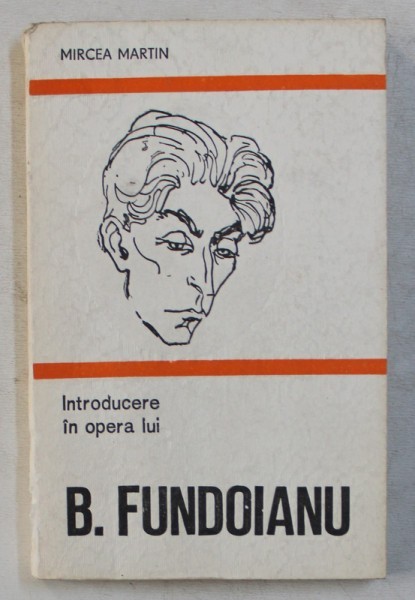 MIRCEA MARTIN
Introducere
în opera lui
B. FUNDOIANU